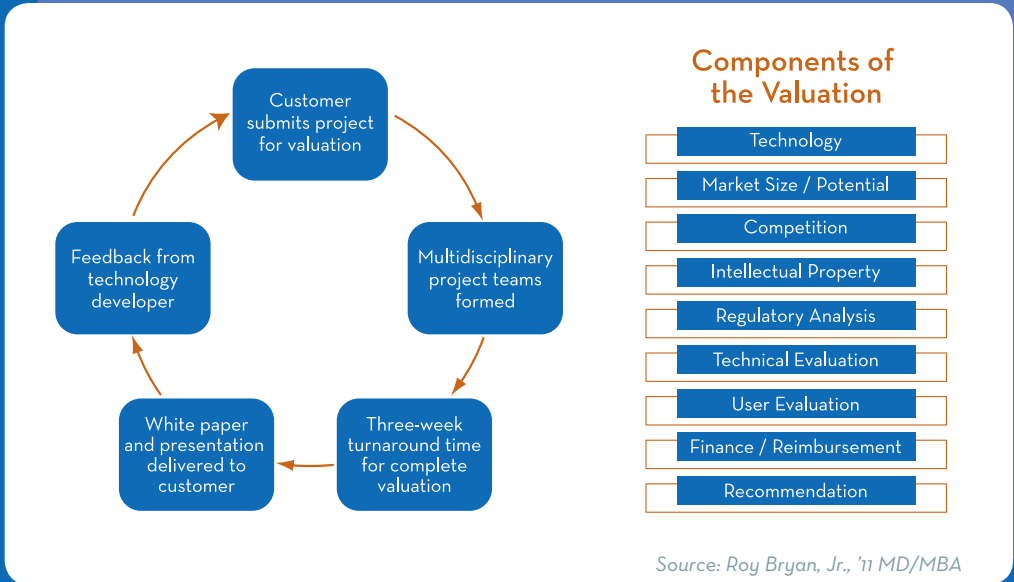 Customer
submits project
for valuation
Multidisciplinary
project teams
formed
Three-week
turnaround time
for complete
valuation
White paper
and presentation
delivered to
customer
Feedback from
technology
developer
Components of
the Valuation
Technology
Market Size / Potential
Competition
Intellectual Property
Regulatory Analysis
Technical Evaluation
User Evaluation
Finance / Reimbursement
Recommendation
Source: Roy Bryan, Jr., '11 MD/MBA